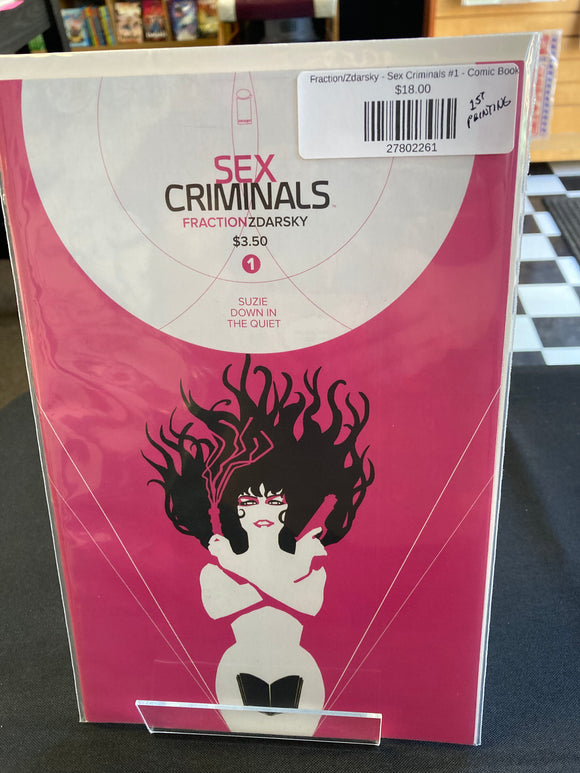 Fraction/Zdarsky - Sex Criminals #1 - Comic Book
$18.00
27802261
1ST
PRINTING
SEX
CRIMINALS™
FRACTIONZDARSKY
$3.50
1
SUZIE
DOWN IN
THE QUIET